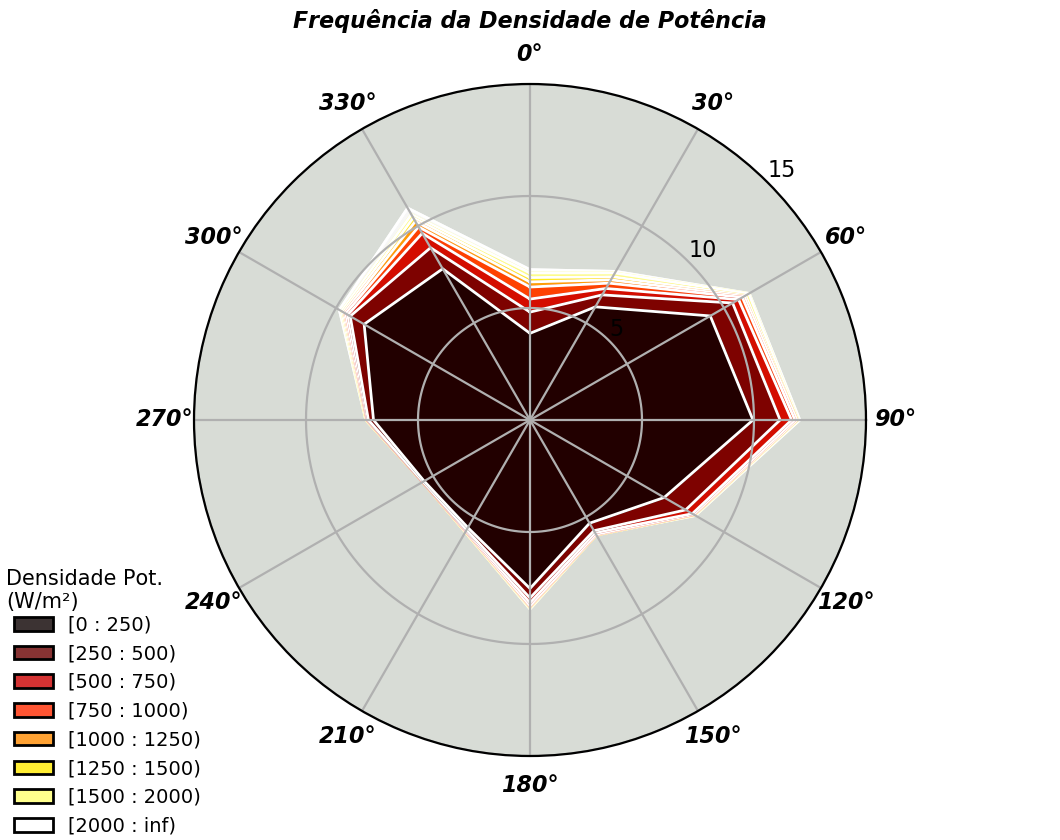 Frequência da Densidade de Potência
0°
330°
30°
15
300°
60°
10
5
270°
90°
240°
120°
210°
150°
180°
Densidade Pot.
(W/m²)
[0 : 250)
[250 : 500)
[500 : 750)
[750 : 1000)
[1000 : 1250)
[1250 : 1500)
[1500 : 2000)
[2000 : inf)